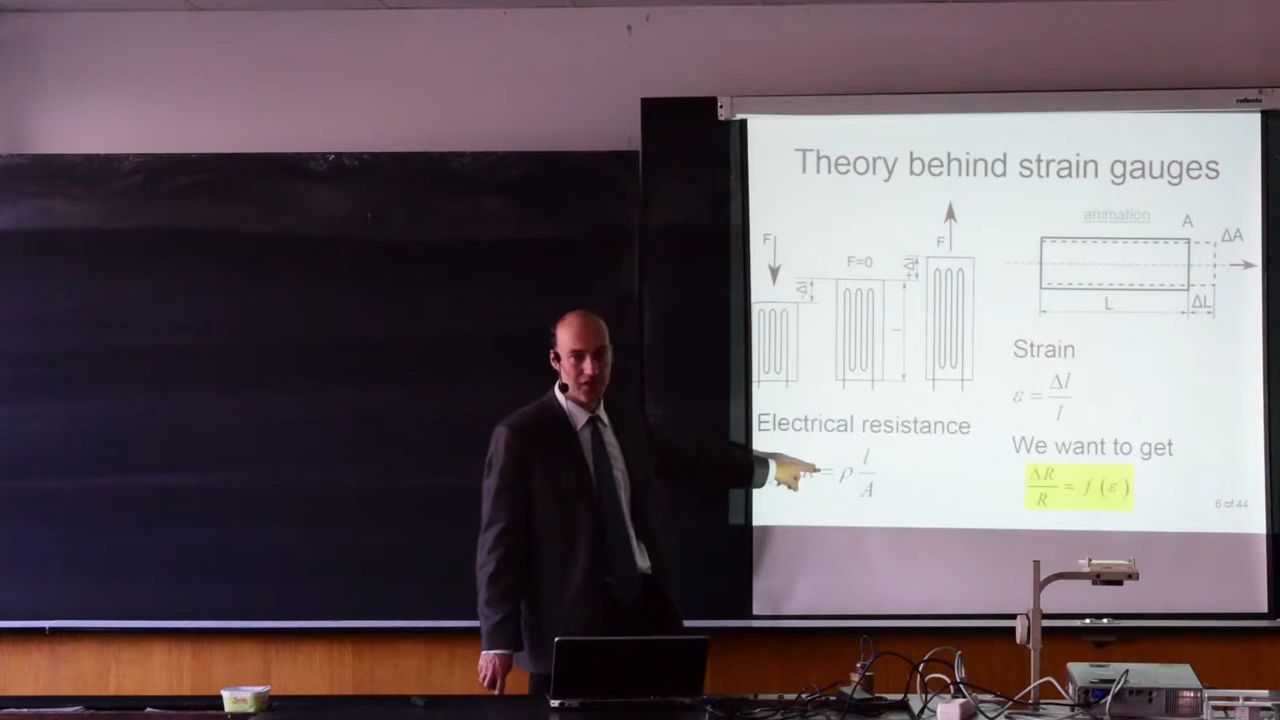 reflecta
Theory behind strain gauges
animation
A
ΔA
F
F=0
F
-Δl
+Δl
l
L
ΔL
Strain
ε = Δl / l
Electrical resistance
R = ρ l / A
We want to get
ΔR / R = f (ε)
6 of 44